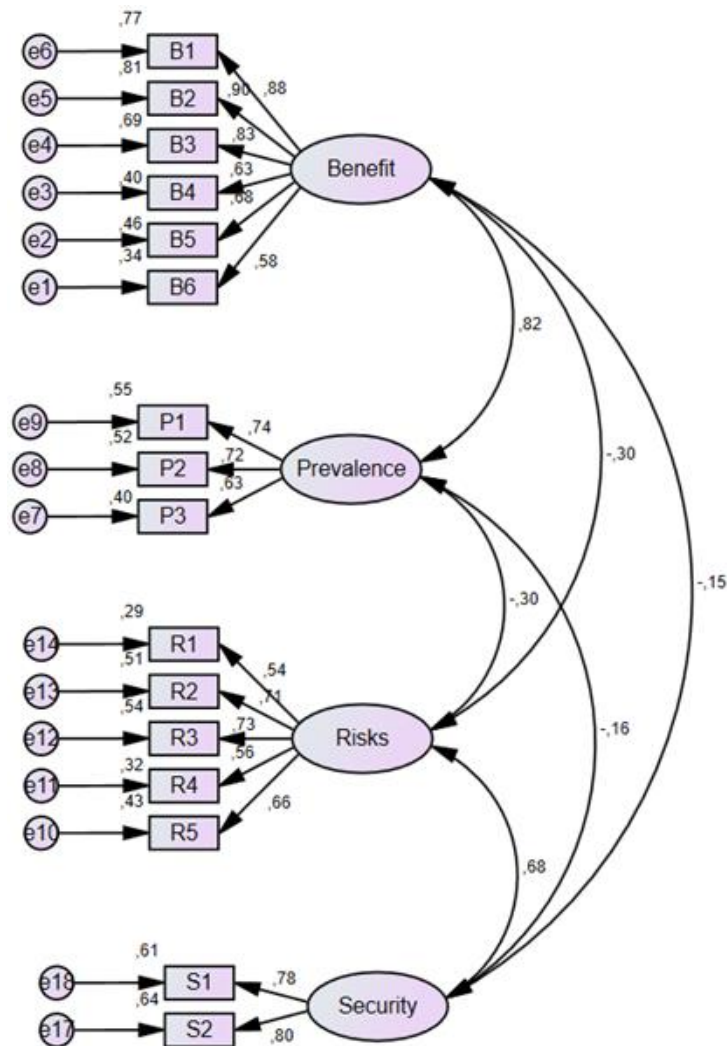 ,77
e6 B1
,81 ,88
e5 B2 ,90
,69 ,83
e4 B3
,40 ,63 Benefit
e3 B4
,46 ,68
e2 B5
,34 ,58
e1 B6
,82
,55
e9 P1
,52 ,74
e8 P2 ,72 Prevalence
,40 ,63
e7 P3
-,30
-,15
-,30
,29
e14 R1
,51 ,54
e13 R2 ,71
,54 ,73
e12 R3 Risks
,32 ,56
e11 R4
,43 ,66
e10 R5
-,16
,68
,61
e18 S1 ,78
,64 Security
e17 S2 ,80